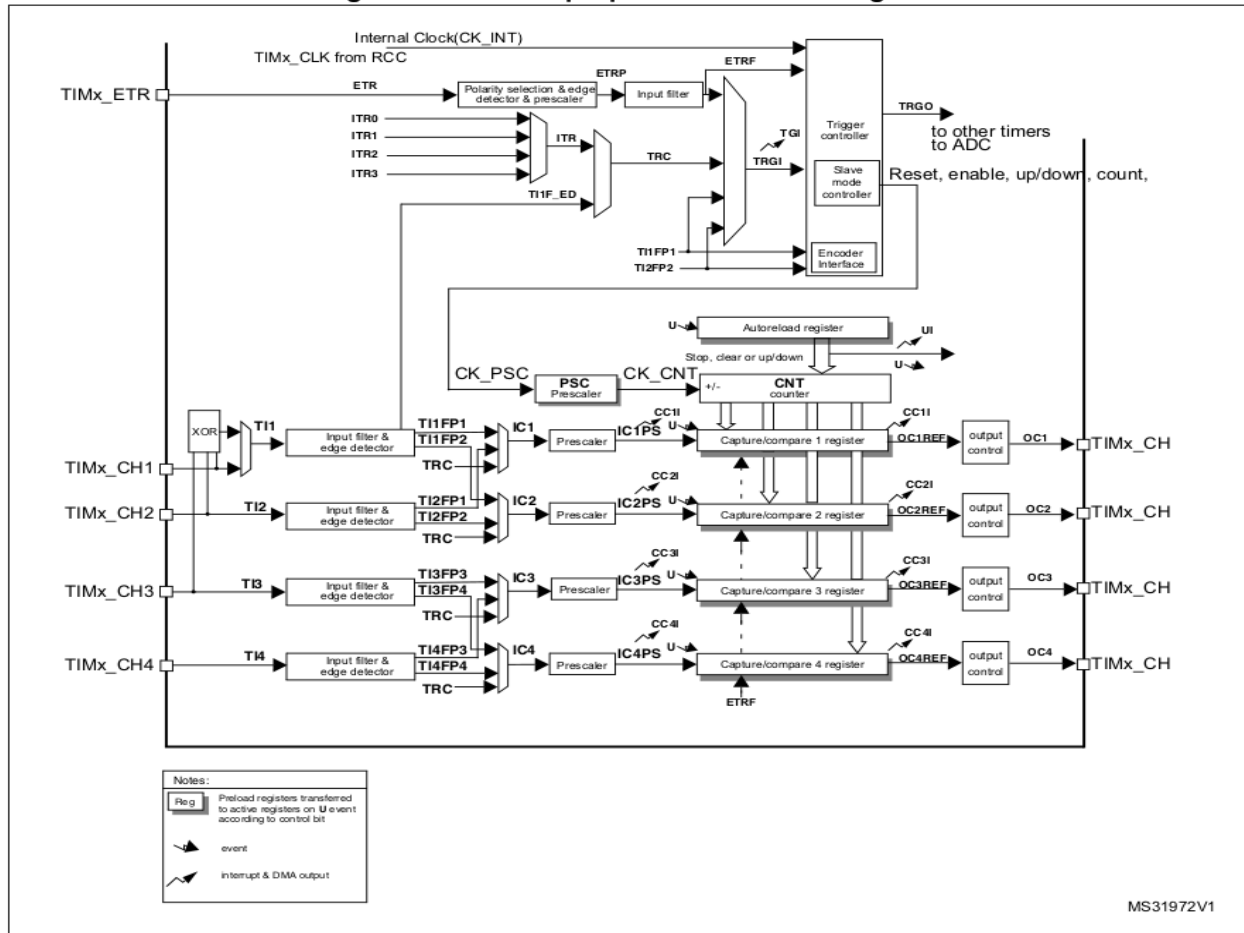 Internal Clock(CK_INT)
TIMx_CLK from RCC
TIMx_ETR
ETR
Polarity selection & edge
detector & prescaler
ETRP
Input filter
ETRF
ITR0
ITR1
ITR2
ITR3
ITR
TI1F_ED
TRC
TGI
TRGI
Trigger
controller
TRGO
to other timers
to ADC
Slave
mode
controller
Reset, enable, up/down, count,
TI1FP1
TI2FP2
Encoder
Interface
U
Autoreload register
UI
U
Stop, clear or up/down
CK_PSC
PSC
Prescaler
CK_CNT
+/-
CNT
counter
XOR
TI1
Input filter &
edge detector
TI1FP1
TI1FP2
TRC
IC1
Prescaler
IC1PS
CC1I
U
Capture/compare 1 register
CC1I
OC1REF
output
control
OC1
TIMx_CH
TIMx_CH1
TIMx_CH2
TI2
Input filter &
edge detector
TI2FP1
TI2FP2
TRC
IC2
Prescaler
IC2PS
CC2I
U
Capture/compare 2 register
CC2I
OC2REF
output
control
OC2
TIMx_CH
TIMx_CH3
TI3
Input filter &
edge detector
TI3FP3
TI3FP4
TRC
IC3
Prescaler
IC3PS
CC3I
U
Capture/compare 3 register
CC3I
OC3REF
output
control
OC3
TIMx_CH
TIMx_CH4
TI4
Input filter &
edge detector
TI4FP3
TI4FP4
TRC
IC4
Prescaler
IC4PS
CC4I
U
Capture/compare 4 register
CC4I
OC4REF
output
control
OC4
TIMx_CH
ETRF
Notes:
Reg
Preload registers transferred
to active registers on U event
according to control bit
event
interrupt & DMA output
MS31972V1